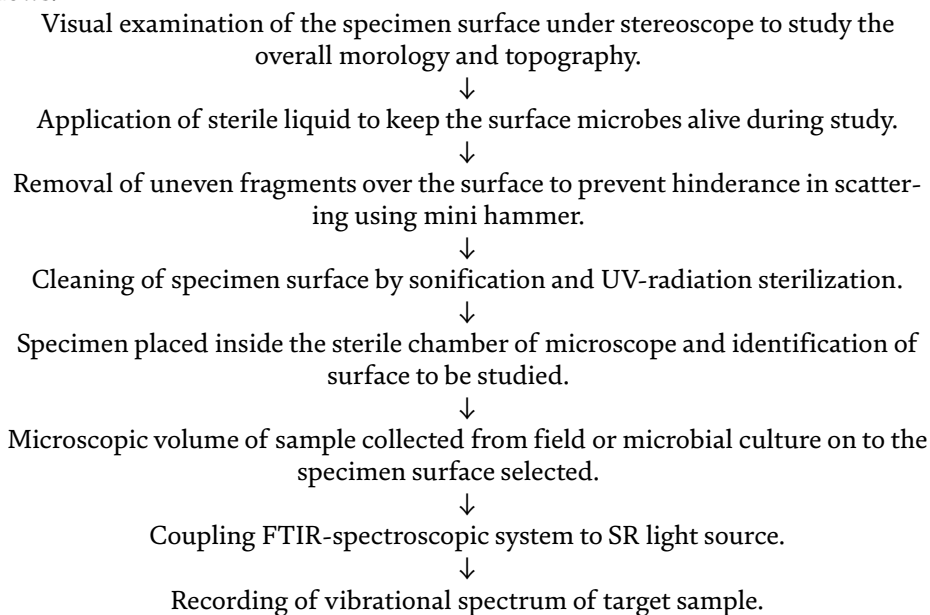 Visual examination of the specimen surface under stereoscope to study the
overall morology and topography.
↓
Application of sterile liquid to keep the surface microbes alive during study.
↓
Removal of uneven fragments over the surface to prevent hinderance in scatter-
ing using mini hammer.
↓
Cleaning of specimen surface by sonification and UV-radiation sterilization.
↓
Specimen placed inside the sterile chamber of microscope and identification of
surface to be studied.
↓
Microscopic volume of sample collected from field or microbial culture on to the
specimen surface selected.
↓
Coupling FTIR-spectroscopic system to SR light source.
↓
Recording of vibrational spectrum of target sample.